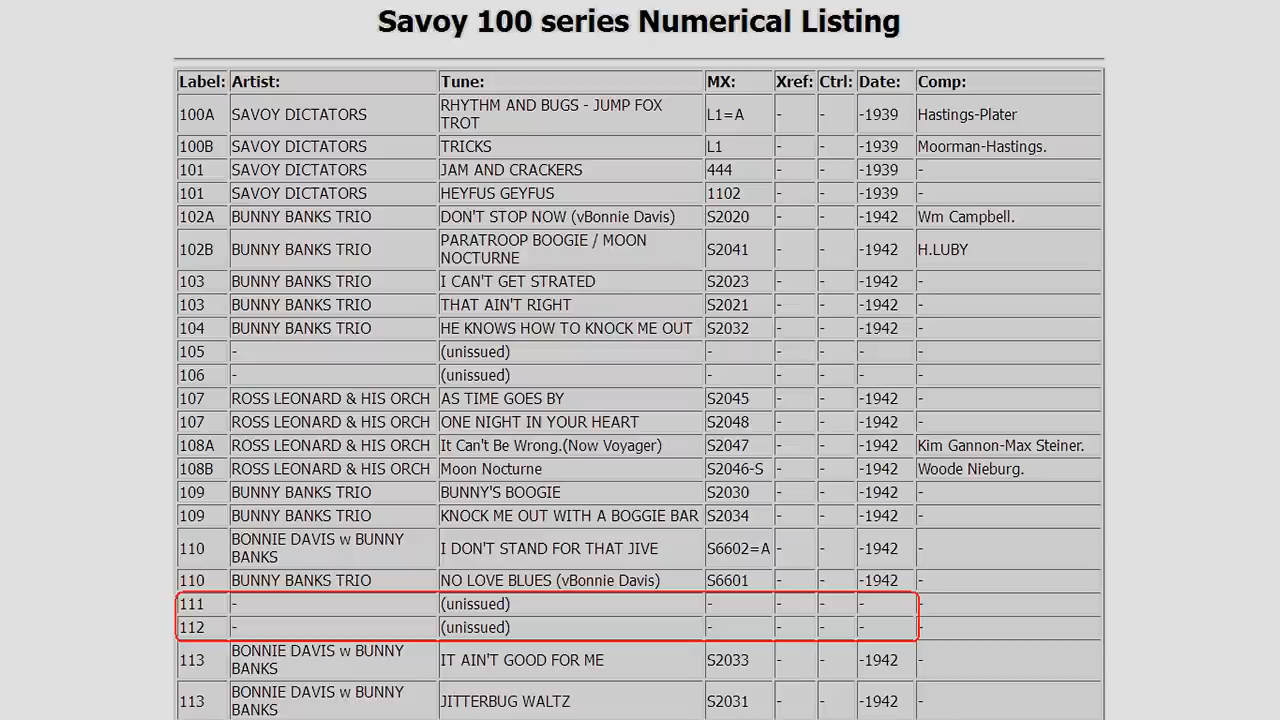 Savoy 100 series Numerical Listing
Label: Artist: Tune: MX: Xref: Ctrl: Date: Comp:
100A SAVOY DICTATORS RHYTHM AND BUGS - JUMP FOX TROT L1=A - - -1939 Hastings-Plater
100B SAVOY DICTATORS TRICKS L1 - - -1939 Moorman-Hastings.
101 SAVOY DICTATORS JAM AND CRACKERS 444 - - -1939 -
101 SAVOY DICTATORS HEYFUS GEYFUS 1102 - - -1939 -
102A BUNNY BANKS TRIO DON'T STOP NOW (vBonnie Davis) S2020 - - -1942 Wm Campbell.
102B BUNNY BANKS TRIO PARATROOP BOOGIE / MOON NOCTURNE S2041 - - -1942 H.LUBY
103 BUNNY BANKS TRIO I CAN'T GET STRATED S2023 - - -1942 -
103 BUNNY BANKS TRIO THAT AIN'T RIGHT S2021 - - -1942 -
104 BUNNY BANKS TRIO HE KNOWS HOW TO KNOCK ME OUT S2032 - - -1942 -
105 - (unissued) - - - - -
106 - (unissued) - - - - -
107 ROSS LEONARD & HIS ORCH AS TIME GOES BY S2045 - - -1942 -
107 ROSS LEONARD & HIS ORCH ONE NIGHT IN YOUR HEART S2048 - - -1942 -
108A ROSS LEONARD & HIS ORCH It Can't Be Wrong.(Now Voyager) S2047 - - -1942 Kim Gannon-Max Steiner.
108B ROSS LEONARD & HIS ORCH Moon Nocturne S2046-S - - -1942 Woode Nieburg.
109 BUNNY BANKS TRIO BUNNY'S BOOGIE S2030 - - -1942 -
109 BUNNY BANKS TRIO KNOCK ME OUT WITH A BOGGIE BAR S2034 - - -1942 -
110 BONNIE DAVIS w BUNNY BANKS I DON'T STAND FOR THAT JIVE S6602=A - - -1942 -
110 BUNNY BANKS TRIO NO LOVE BLUES (vBonnie Davis) S6601 - - -1942 -
111 - (unissued) - - - - -
112 - (unissued) - - - - -
113 BONNIE DAVIS w BUNNY BANKS IT AIN'T GOOD FOR ME S2033 - - -1942 -
113 BONNIE DAVIS w BUNNY BANKS JITTERBUG WALTZ S2031 - - -1942 -